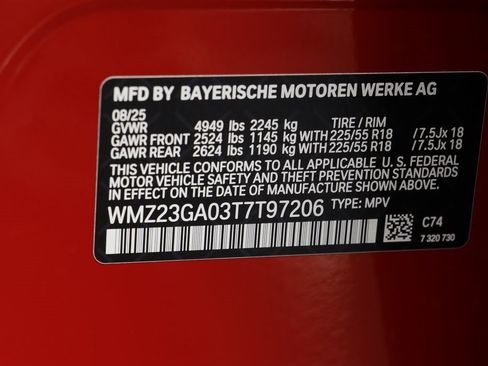 MFD BY BAYERISCHE MOTOREN WERKE AG
08/25
GVWR 4949 lbs 2245 kg TIRE / RIM
GAWR FRONT 2524 lbs 1145 kg WITH 225/55 R18 /7.5Jx 18
GAWR REAR 2624 lbs 1190 kg WITH 225/55 R18 /7.5Jx 18
THIS VEHICLE CONFORMS TO ALL APPLICABLE U. S. FEDERAL
MOTOR VEHICLE SAFETY AND THEFT PREVENTION STANDARDS
IN EFFECT ON THE DATE OF MANUFACTURE SHOWN ABOVE.
WMZ23GA03T7T97206 TYPE: MPV
C74
7 320 730